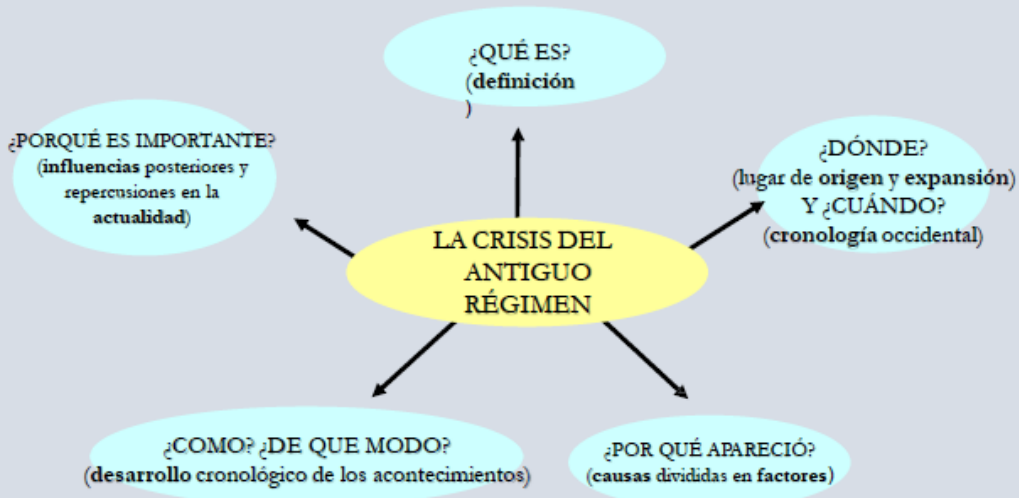 ¿QUÉ ES?
(definición
)
¿PORQUÉ ES IMPORTANTE?
(influencias posteriores y
repercusiones en la
actualidad)
¿DÓNDE?
(lugar de origen y expansión)
Y ¿CUÁNDO?
(cronología occidental)
LA CRISIS DEL
ANTIGUO
RÉGIMEN
¿COMO? ¿DE QUE MODO?
(desarrollo cronológico de los acontecimientos)
¿POR QUÉ APARECIÓ?
(causas divididas en factores)